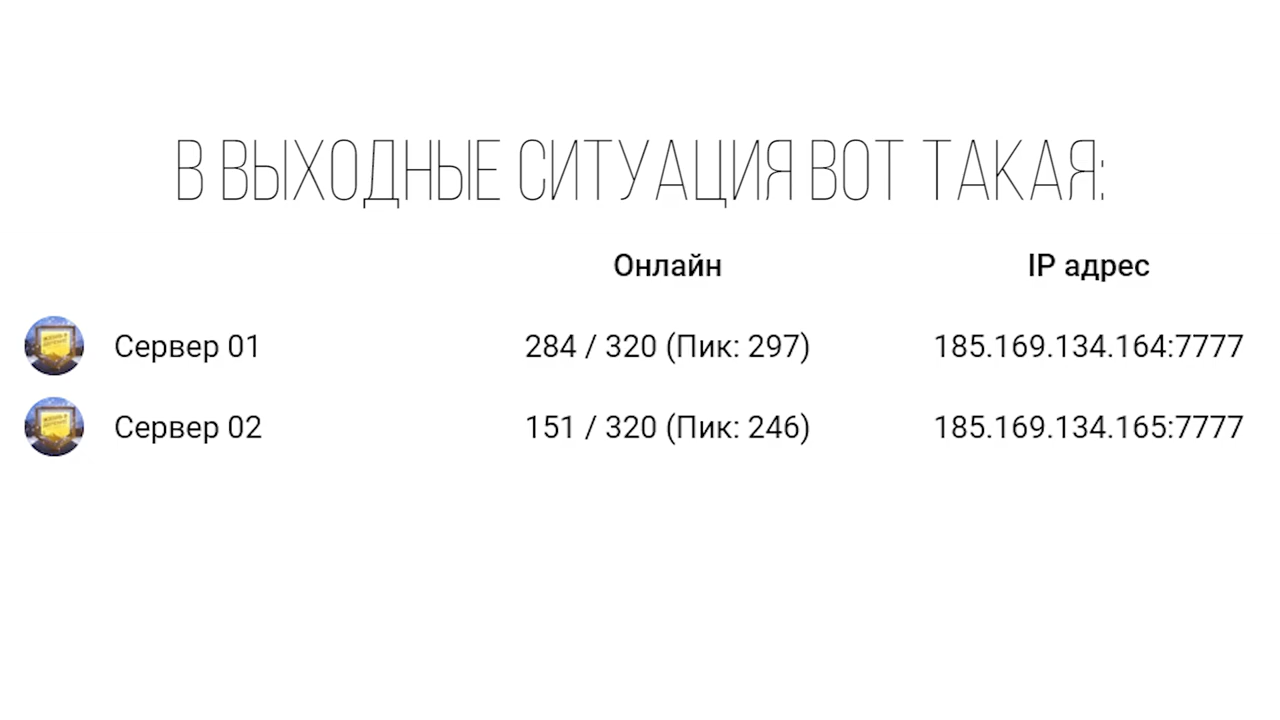 В ВЫХОДНЫЕ СИТУАЦИЯ ВОТ ТАКАЯ:
Онлайн IP адрес
Сервер 01 284 / 320 (Пик: 297) 185.169.134.164:7777
Сервер 02 151 / 320 (Пик: 246) 185.169.134.165:7777